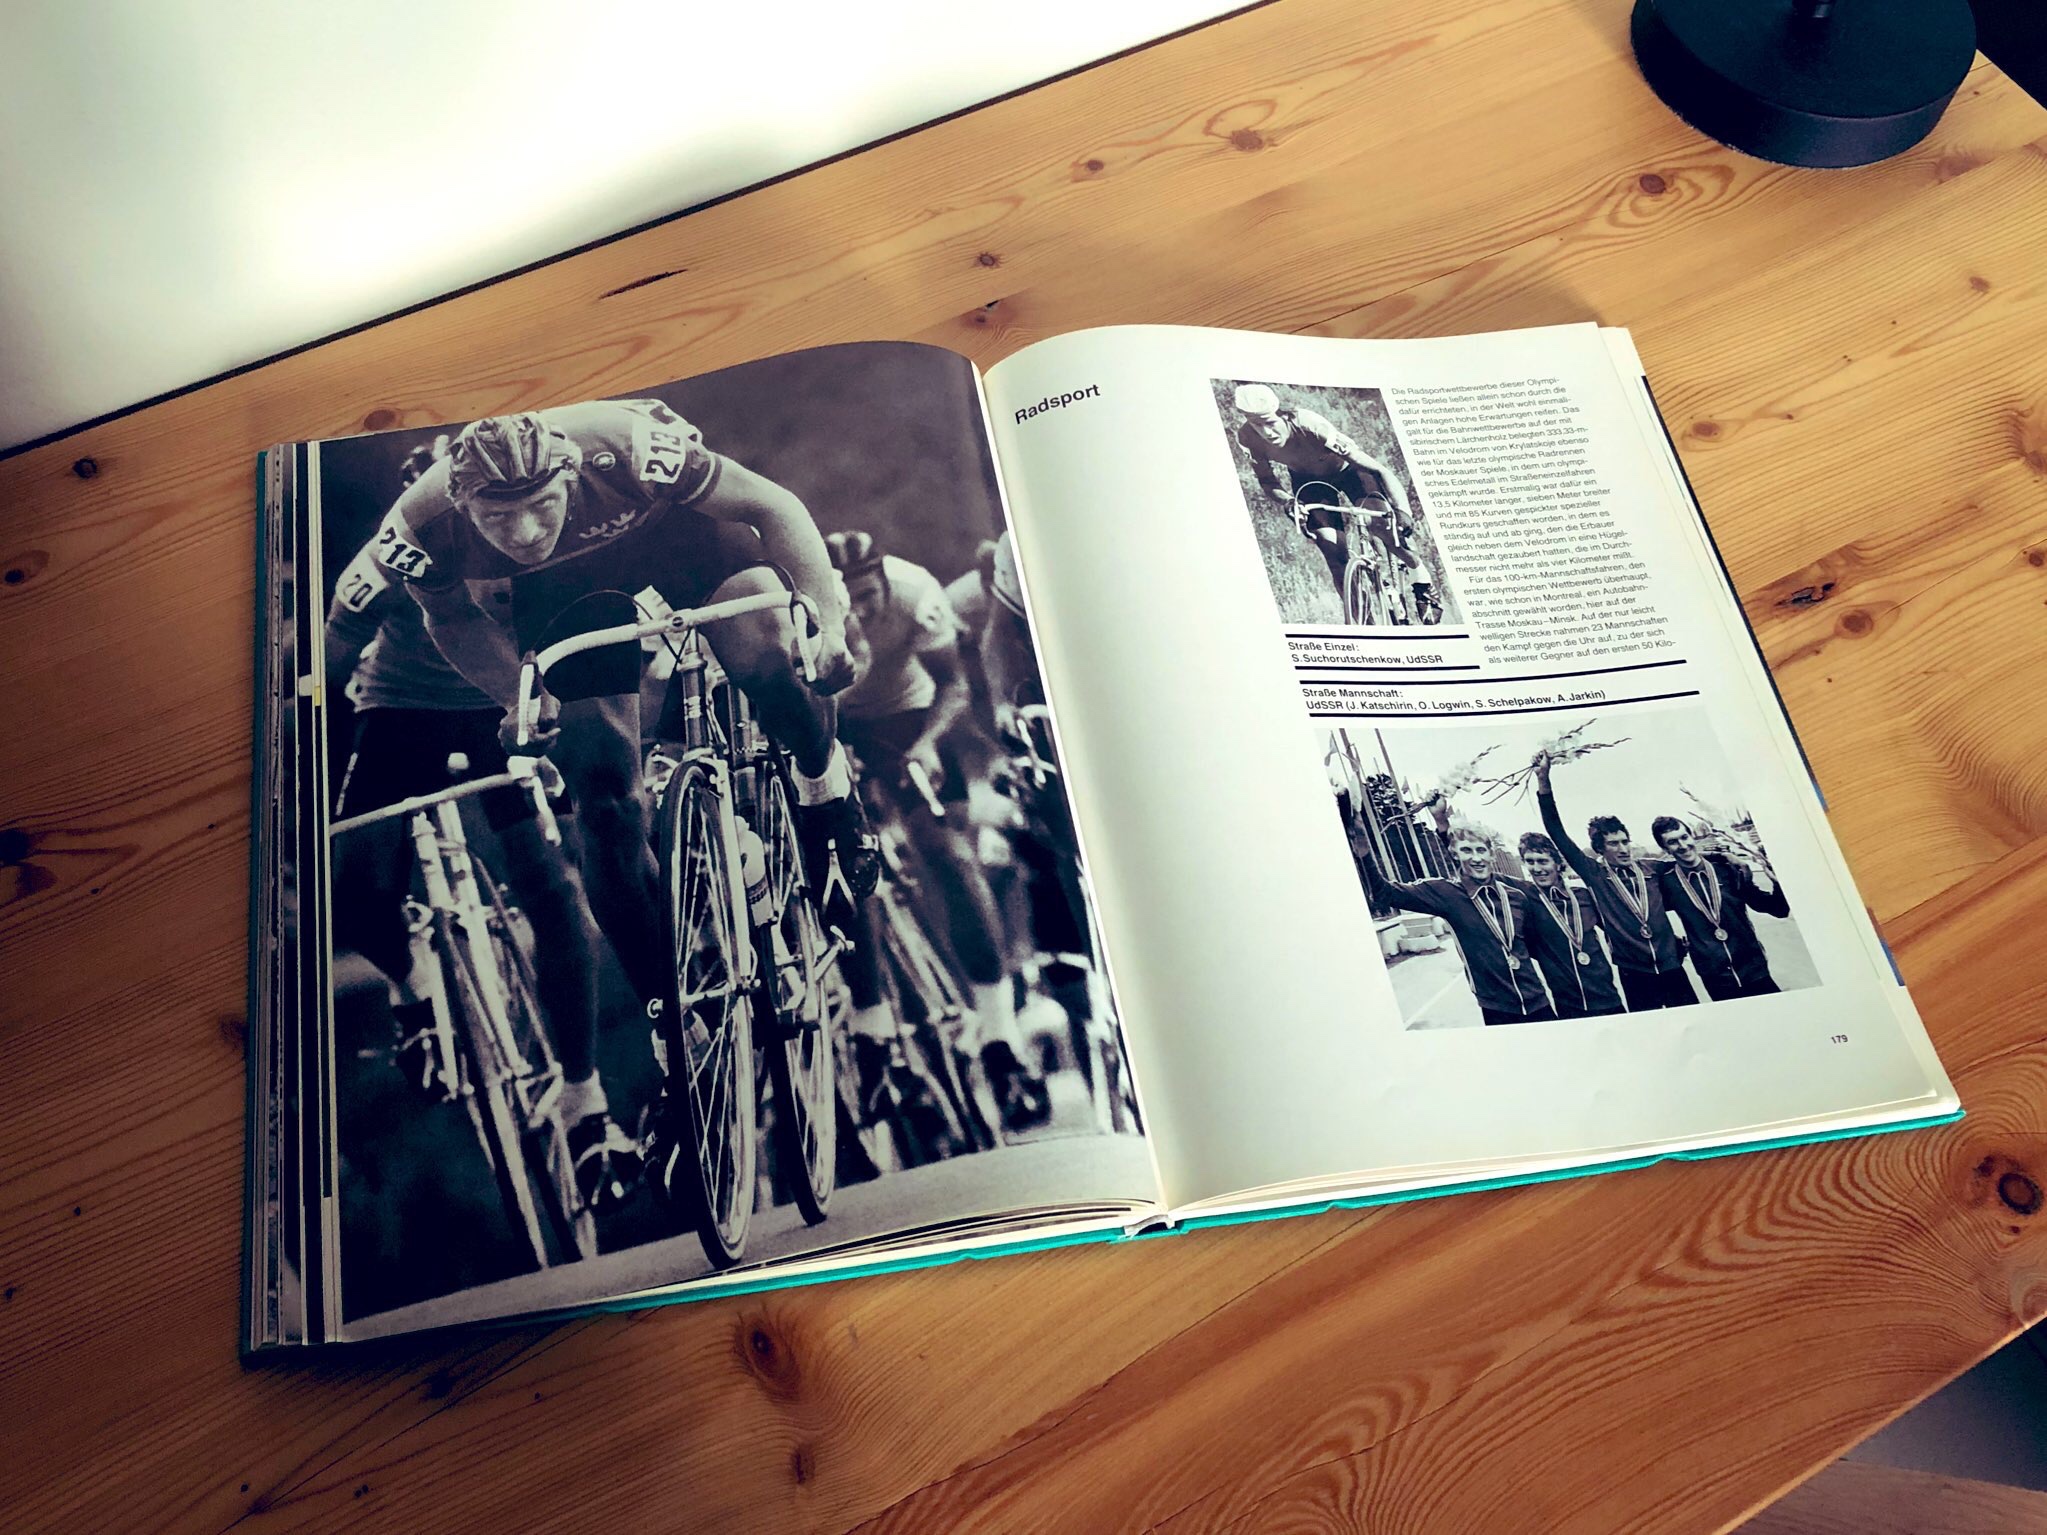 213
213
20
Radsport
Die Radsportwettbewerbe dieser Olympi-
schen Spiele ließen allein schon durch die
dafür errichteten, in der Welt wohl einmali-
gen Anlagen hohe Erwartungen reifen. Das
galt für die Bahnwettbewerbe auf der mit
sibirischem Lärchenholz belegten 333,33-m-
Bahn im Velodrom von Krylatskoje ebenso
wie für das letzte olympische Radrennen
der Moskauer Spiele, in dem um olympi-
sches Edelmetall im Straßeneinzelfahren
gekämpft wurde. Erstmalig war dafür ein
13,5 Kilometer langer, sieben Meter breiter
und mit 85 Kurven gespickter spezieller
Rundkurs geschaffen worden, in dem es
ständig auf und ab ging, den die Erbauer
gleich neben dem Velodrom in eine Hügel-
landschaft gezaubert hatten, die im Durch-
messer nicht mehr als vier Kilometer mißt.
Für das 100-km-Mannschaftsfahren, den
ersten olympischen Wettbewerb überhaupt,
war, wie schon in Montreal, ein Autobahn-
abschnitt gewählt worden, hier auf der
Trasse Moskau–Minsk. Auf der nur leicht
welligen Strecke nahmen 23 Mannschaften
den Kampf gegen die Uhr auf, zu der sich
als weiterer Gegner auf den ersten 50 Kilo-
Straße Einzel:
S. Suchorutschenkow, UdSSR
Straße Mannschaft:
UdSSR (J. Katschirin, O. Logwin, S. Schelpakow, A. Jarkin)
179